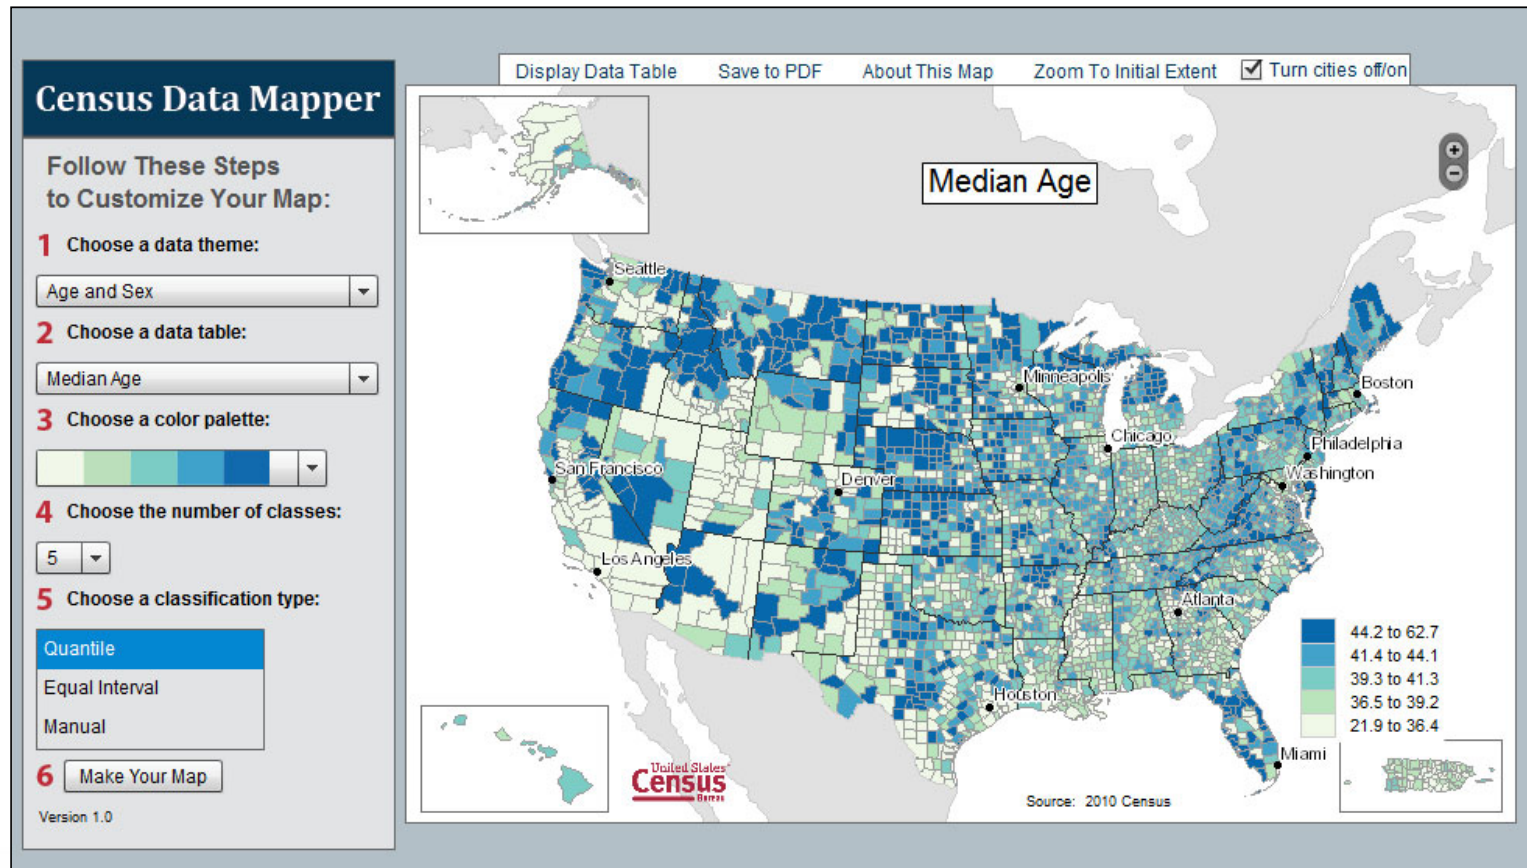 Display Data Table Save to PDF About This Map Zoom To Initial Extent Turn cities off/on
Census Data Mapper
Follow These Steps
to Customize Your Map:
1 Choose a data theme:
Age and Sex
2 Choose a data table:
Median Age
3 Choose a color palette:
4 Choose the number of classes:
5
5 Choose a classification type:
Quantile
Equal Interval
Manual
6 Make Your Map
Version 1.0
Median Age
Seattle
Minneapolis
Boston
Chicago
Philadelphia
San Francisco
Denver
Washington
Los Angeles
Atlanta
Houston
Miami
44.2 to 62.7
41.4 to 44.1
39.3 to 41.3
36.5 to 39.2
21.9 to 36.4
United States
Census
Bureau
Source: 2010 Census